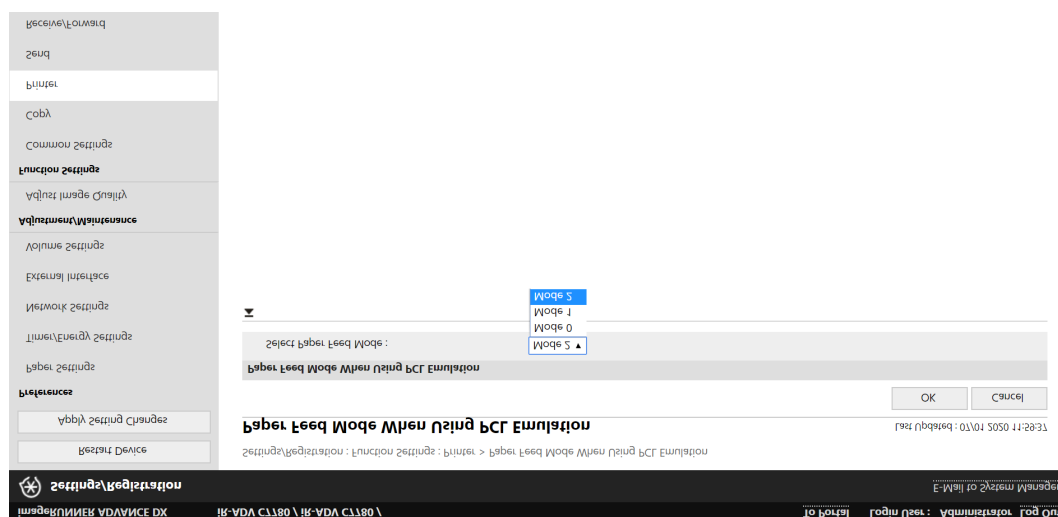 imageRUNNER ADVANCE DX
iR-ADV C7780 / iR-ADV C7780 /
To Portal
Login User : Administrator Log Ou
Settings/Registration
E-Mail to System Manager
Restart Device
Apply Setting Changes
Preferences
Paper Settings
Timer/Energy Settings
Network Settings
External Interface
Volume Settings
Adjustment/Maintenance
Adjust Image Quality
Function Settings
Common Settings
Copy
Printer
Send
Receive/Forward
Settings/Registration : Function Settings : Printer > Paper Feed Mode When Using PCL Emulation
Paper Feed Mode When Using PCL Emulation
Last Updated : 07/01 2020 11:59:37
OK
Cancel
Paper Feed Mode When Using PCL Emulation
Select Paper Feed Mode :
Mode 2
Mode 0
Mode 1
Mode 2